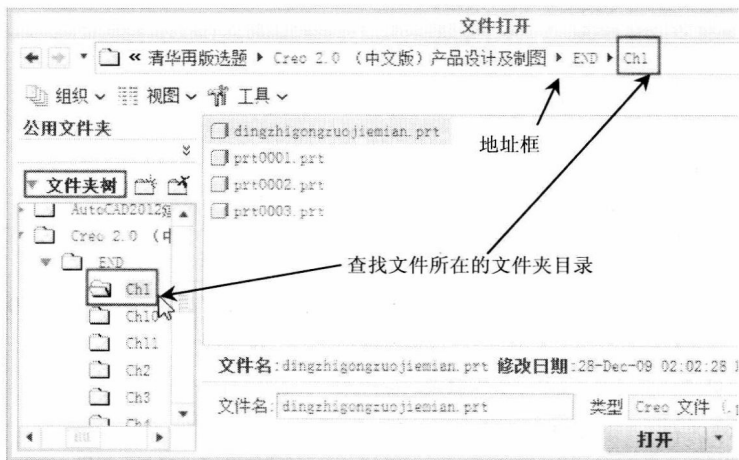 文件打开
« 清华再版选题 ▸ Creo 2.0 （中文版）产品设计及制图 ▸ END ▸ Ch1
组织 视图 工具
公用文件夹
文件夹树
AutoCAD2012
Creo 2.0 （中
END
Ch1
Ch10
Ch11
Ch2
Ch3
Ch4
dingzhigongzuojiemian.prt
prt0001.prt
prt0002.prt
prt0003.prt
地址框
查找文件所在的文件夹目录
文件名:dingzhigongzuojiemian.prt 修改日期:28-Dec-09 02:02:28
文件名: dingzhigongzuojiemian.prt 类型 Creo 文件 (.p
打开